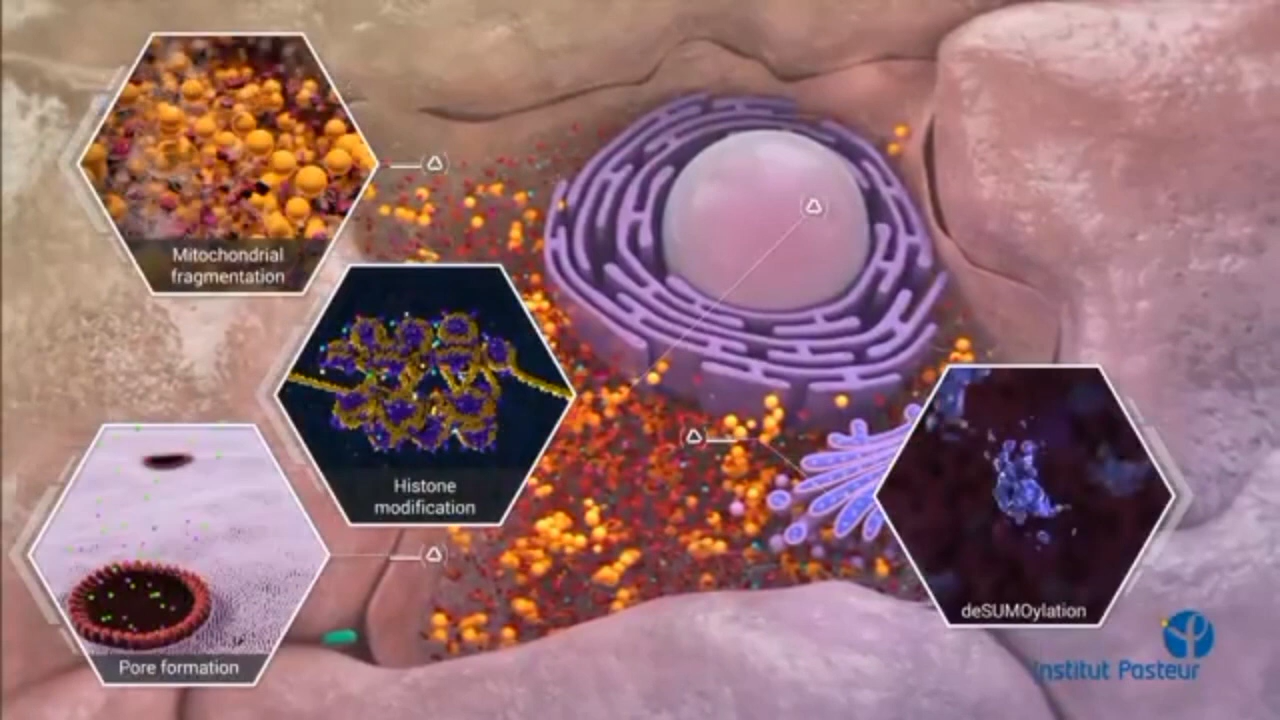 Mitochondrial
fragmentation
Histone
modification
Pore formation
deSUMOylation
Institut Pasteur